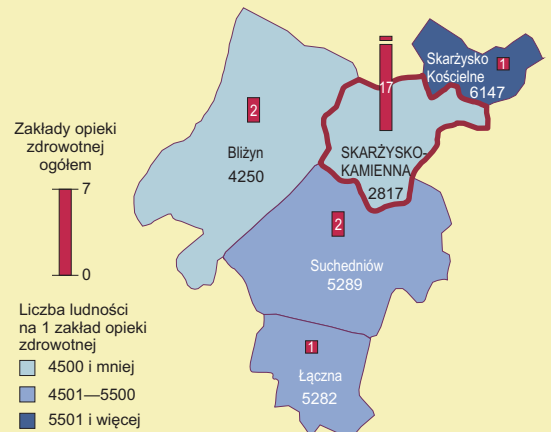 Skarżysko
Kościelne
1
6147
17
2
Zakłady opieki
zdrowotnej
ogółem
7
0
Bliżyn
4250
SKARŻYSKO-
KAMIENNA
2817
2
Suchedniów
5289
1
Łączna
5282
Liczba ludności
na 1 zakład opieki
zdrowotnej
4500 i mniej
4501—5500
5501 i więcej